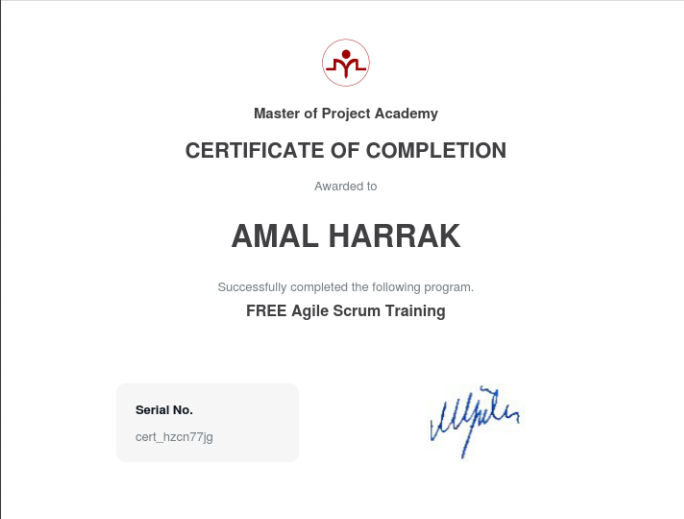 Master of Project Academy
CERTIFICATE OF COMPLETION
Awarded to
AMAL HARRAK
Successfully completed the following program.
FREE Agile Scrum Training
Serial No.
cert_hzcn77jg